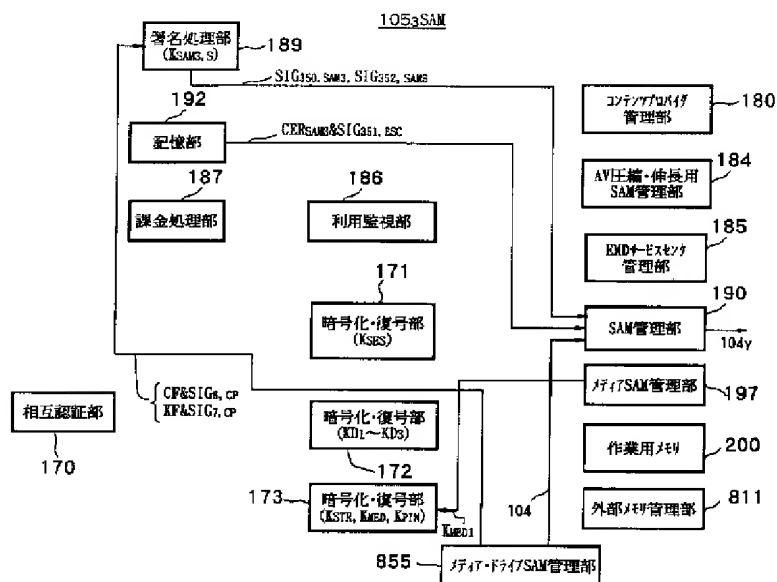 105₃SAM
署名処理部
(K_SAM3,S)
189
SIG350,SAM3, SIG352,SAM3
192
記憶部
CER_SAM3&SIG351,ESC
コンテンツプロバイダ
管理部
180
187
課金処理部
186
利用監視部
AV圧縮・伸長用
SAM管理部
184
EMDサービスセンタ
管理部
185
171
暗号化・復号部
(K_SES)
190
SAM管理部
104y
CF&SIG6,CP
KF&SIG7,CP
相互認証部
170
メディアSAM管理部
197
暗号化・復号部
(KD₁～KD₃)
172
作業用メモリ
200
173
暗号化・復号部
(K_STR, K_MED, K_PIN)
K_MED1
104
外部メモリ管理部
811
855
メディア・ドライブSAM管理部